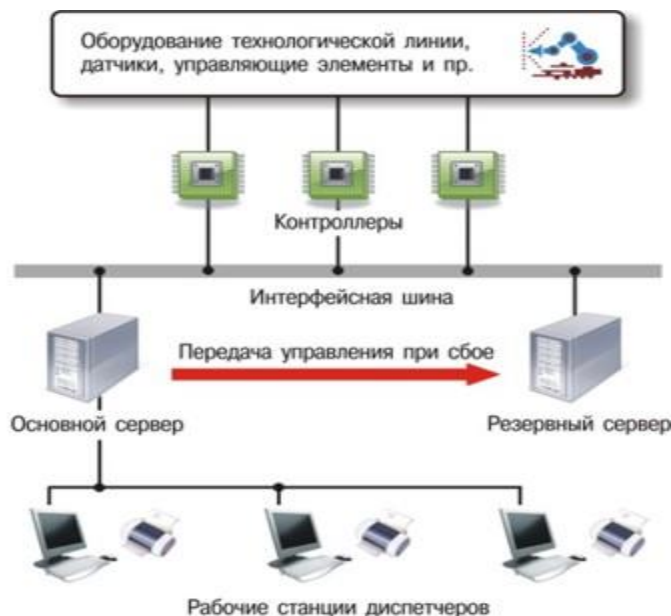 Оборудование технологической линии,
датчики, управляющие элементы и пр.
Контроллеры
Интерфейсная шина
Передача управления при сбое
Основной сервер
Резервный сервер
Рабочие станции диспетчеров